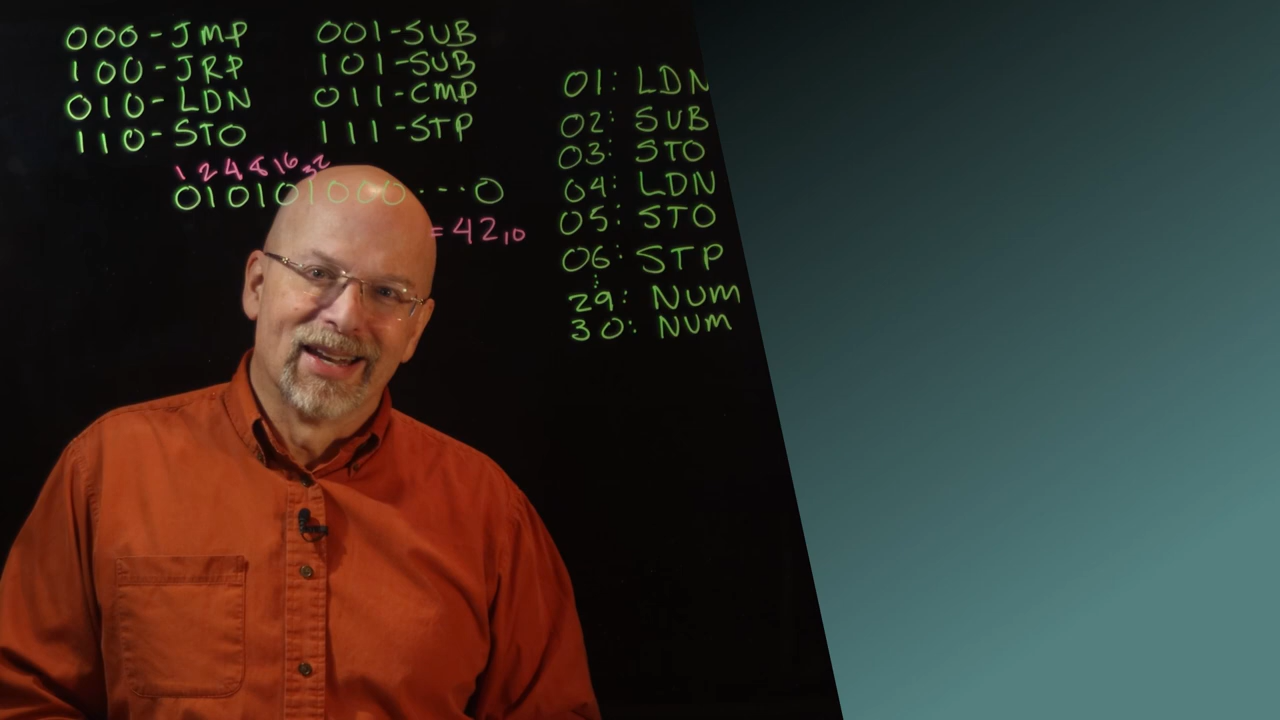 000-JMP 001-SUB
100-JRP 101-SUB
010-LDN 011-CMP
110-STO 111-STP
1 2 4 8 16 32
010101000...0
=42₁₀
01: LDN
02: SUB
03: STO
04: LDN
05: STO
06: STP
⋮
29: NUM
30: NUM